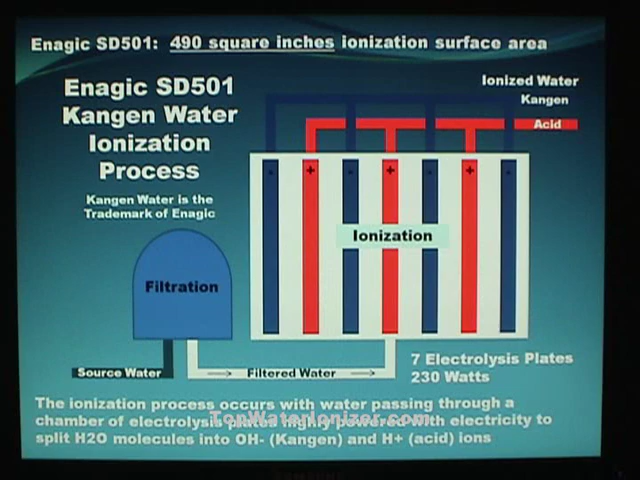 Enagic SD501: 490 square inches ionization surface area
Enagic SD501
Kangen Water
Ionization
Process
Kangen Water is the
Trademark of Enagic
Ionized Water
Kangen
Acid
- + - + - + -
Ionization
Filtration
Source Water
Filtered Water
7 Electrolysis Plates
230 Watts
The ionization process occurs with water passing through a
chamber of electrolysis plates highly powered with electricity to
split H2O molecules into OH- (Kangen) and H+ (acid) ions
TopWaterIonizer.com